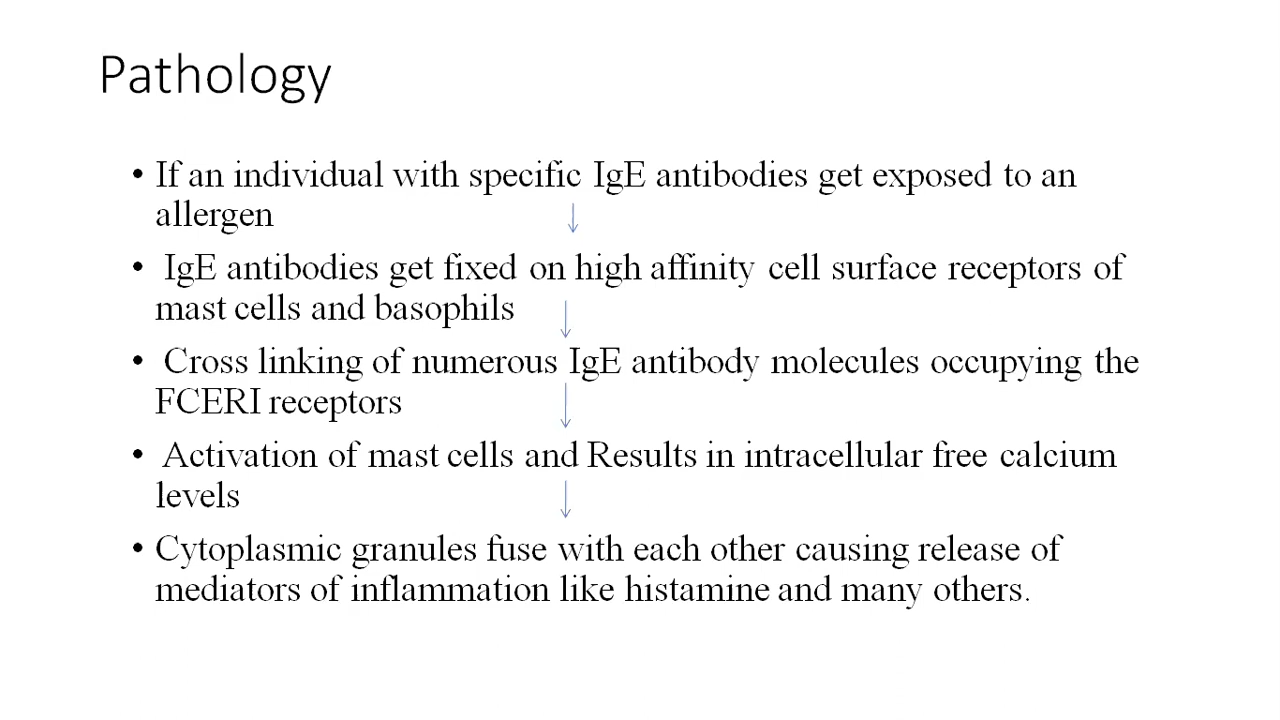 Pathology
• If an individual with specific IgE antibodies get exposed to an
allergen
• IgE antibodies get fixed on high affinity cell surface receptors of
mast cells and basophils
• Cross linking of numerous IgE antibody molecules occupying the
FCERI receptors
• Activation of mast cells and Results in intracellular free calcium
levels
• Cytoplasmic granules fuse with each other causing release of
mediators of inflammation like histamine and many others.